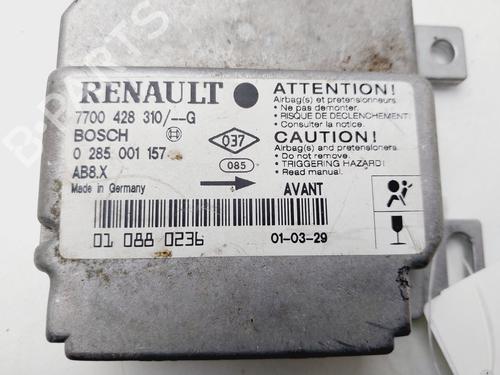 RENAULT
7700 428 310/--G
BOSCH
0 285 001 157
AB8.X
Made in Germany
037
085
AVANT
ATTENTION!
Airbag(s) et pretensionneurs
• Ne pas demonter.
• RISQUE DE DECLENCHEMENT!
• Consulter la notice.
CAUTION!
Airbag(s) and pretensioners.
• Do not remove.
• TRIGGERING HAZARD!
• Read manual.
01 088 0236
01-03-29
B-PARTS